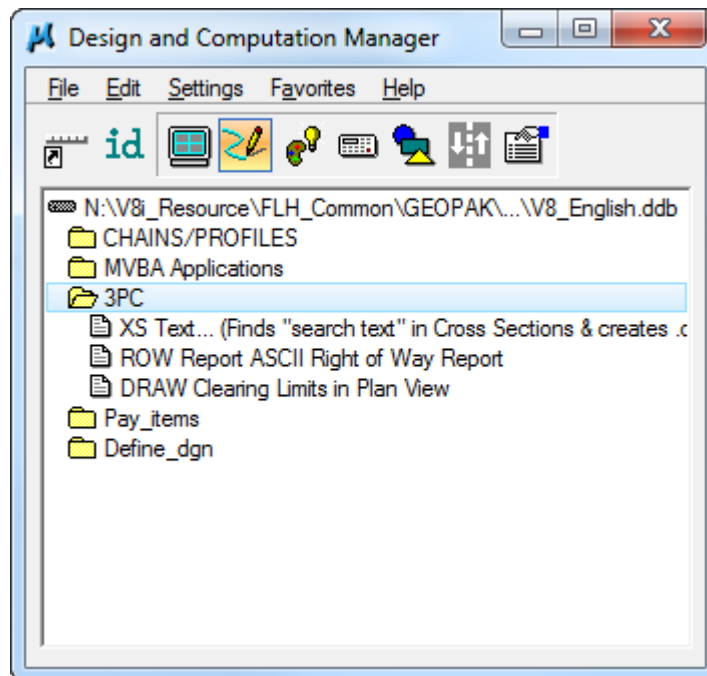 Design and Computation Manager
File Edit Settings Favorites Help
id
N:\V8i_Resource\FLH_Common\GEOPAK\...\V8_English.ddb
CHAINS/PROFILES
MVBA Applications
3PC
XS Text... (Finds "search text" in Cross Sections & creates .c
ROW Report ASCII Right of Way Report
DRAW Clearing Limits in Plan View
Pay_items
Define_dgn